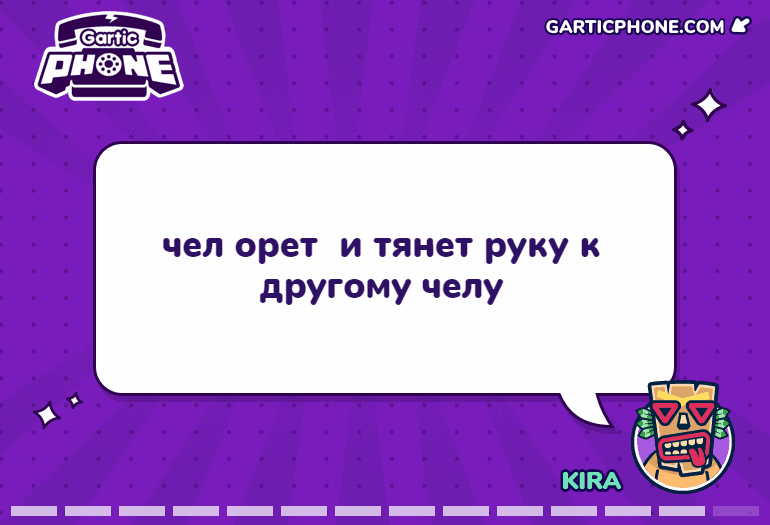 Gartic
PHONE
GARTICPHONE.COM
чел орет  и тянет руку к
другому челу
KIRA